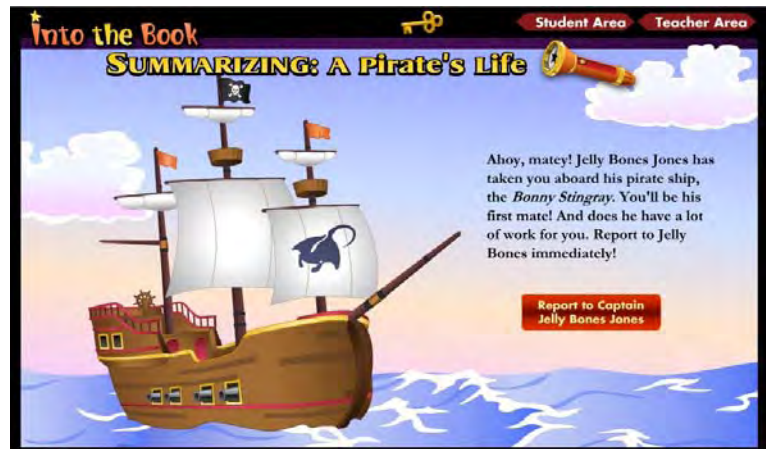 Into the Book
Student Area
Teacher Area
Summarizing: A Pirate's Life
Ahoy, matey! Jelly Bones Jones has
taken you aboard his pirate ship,
the Bonny Stingray. You'll be his
first mate! And does he have a lot
of work for you. Report to Jelly
Bones immediately!
Report to Captain
Jelly Bones Jones